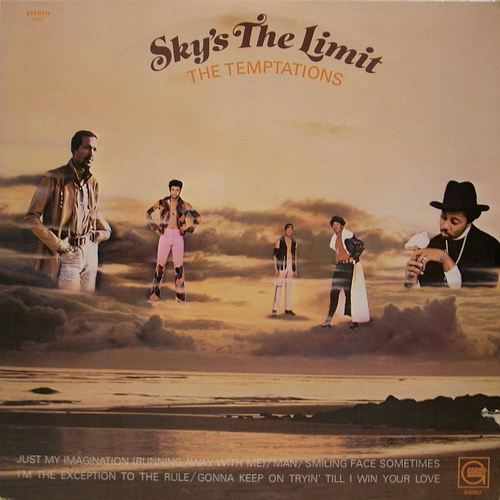 STEREO
Sky's The Limit
THE TEMPTATIONS
JUST MY IMAGINATION (RUNNING AWAY WITH ME)/MAN/SMILING FACE SOMETIMES
I'M THE EXCEPTION TO THE RULE/GONNA KEEP ON TRYIN' TILL I WIN YOUR LOVE
GORDY